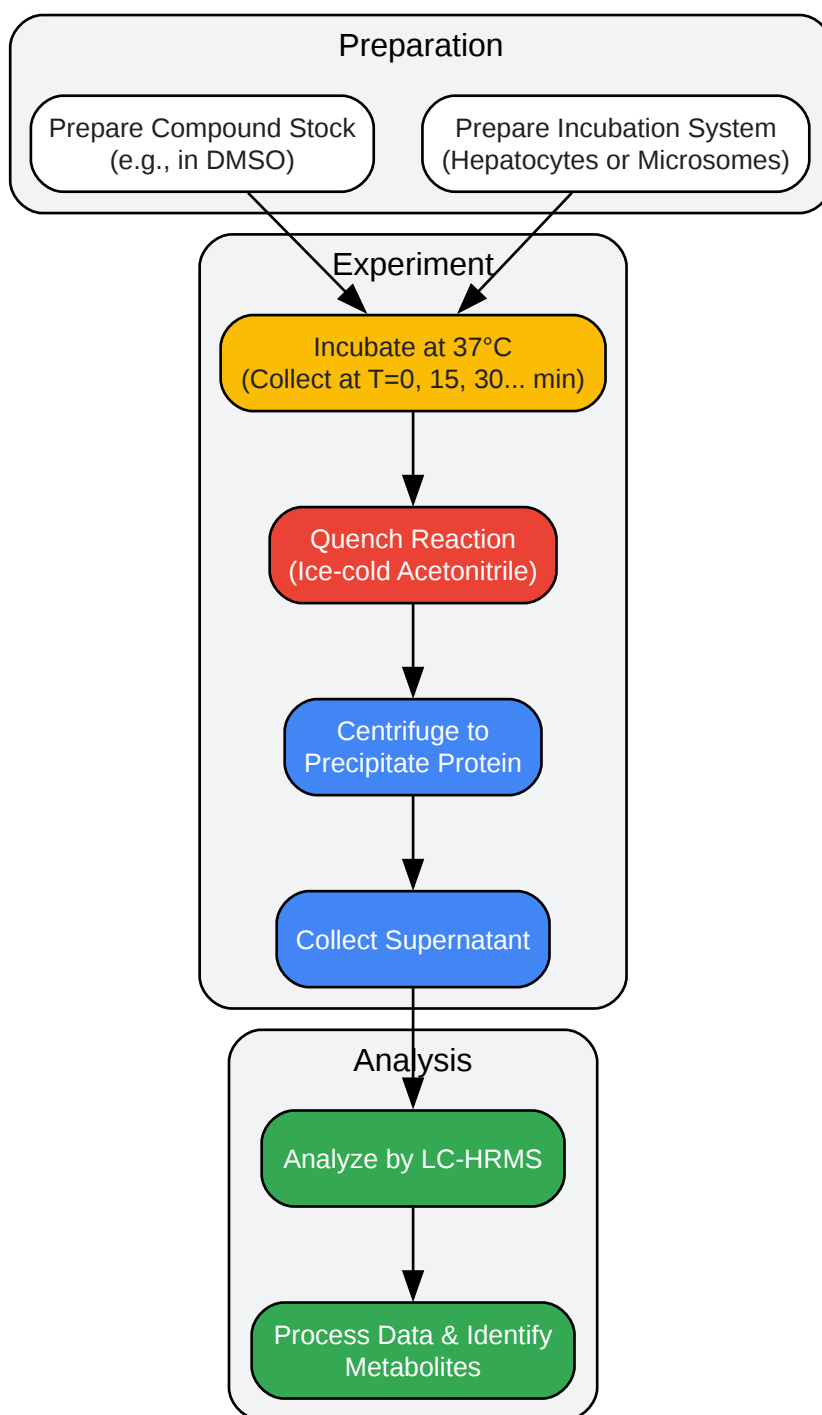 Preparation
Prepare Compound Stock
(e.g., in DMSO)
Prepare Incubation System
(Hepatocytes or Microsomes)
Experiment
Incubate at 37°C
(Collect at T=0, 15, 30... min)
Quench Reaction
(Ice-cold Acetonitrile)
Centrifuge to
Precipitate Protein
Collect Supernatant
Analysis
Analyze by LC-HRMS
Process Data & Identify
Metabolites